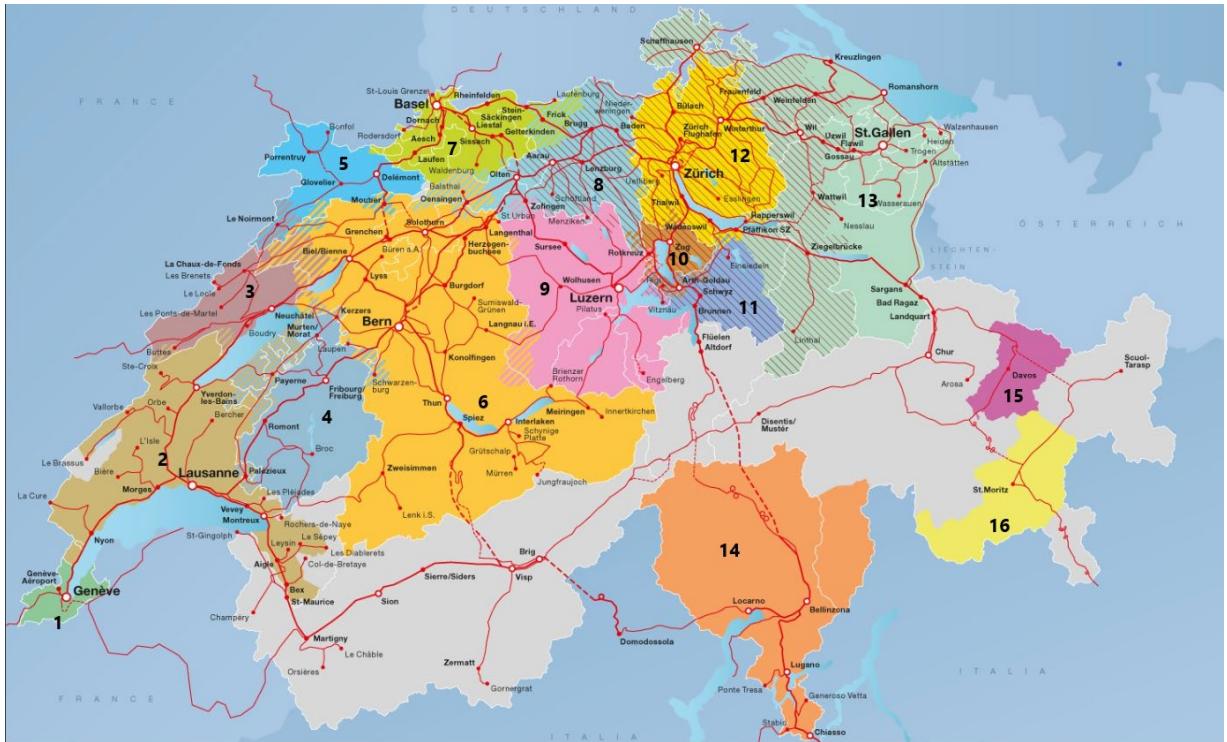 DEUTSCHLAND
Schaffhausen
Kreuzlingen
FRANCE
St-Louis Grenze
Basel
Rheinfelden
Laufenburg
Stein-
Säckingen
Nieder-
weningen
Bülach
Frauenfeld
Weinfelden
Romanshorn
Rodersdorf
Dornach
Liestal
Frick
Brugg
Baden
Zürich
Flughafen
Winterthur
Wil
Uzwil
Flawil
Gossau
St.Gallen
Walzenhausen
Heiden
Trogen
Altstätten
Bonfol
Aesch
Gelterkinden
Sissach
7
12
Porrentruy
5
Laufen
Waldenburg
Aarau
Lenzburg
Zürich
Glovelier
Delémont
Balsthal
Olten
8
Uetliberg
13
Wasserauen
Moutier
Oensingen
Zofingen
Schöftland
Thalwil
Esslingen
Wattwil
Le Noirmont
Solothurn
St.Urban
Menziken
Wädenswil
Rapperswil
Nesslau
ÖSTERREICH
Grenchen
Langenthal
Pfäffikon SZ
Biel/Bienne
Büren a.A.
Herzogen-
buchsee
Sursee
Rotkreuz
Zug
Ziegelbrücke
LIECHTEN-
STEIN
La Chaux-de-Fonds
Les Brenets
Lyss
10
Einsiedeln
3
Le Locle
Burgdorf
9
Wolhusen
Rigi
Arth-Goldau
Sargans
Les Ponts-de-Martel
Neuchâtel
Kerzers
Sumiswald-
Grünen
Luzern
Schwyz
11
Bad Ragaz
Murten/
Morat
Bern
Pilatus
Vitznau
Brunnen
Landquart
Boudry
Langnau i.E.
Buttes
Laupen
Flüelen
Linthal
Ste-Croix
Konolfingen
Altdorf
Chur
Payerne
Fribourg/
Freiburg
Schwarzen-
burg
Brienzer
Rothorn
Engelberg
Davos
Scuol-
Tarasp
Yverdon-
les-Bains
Arosa
Vallorbe
Orbe
Bercher
4
Thun
6
Meiringen
Innertkirchen
15
Romont
Spiez
Interlaken
Disentis/
Mustér
L'Isle
Schynige
Platte
Le Brassus
2
Broc
Grütschalp
Bière
Lausanne
Palézieux
Zweisimmen
Mürren
La Cure
Morges
Jungfraujoch
St.Moritz
Les Pléiades
Vevey
Montreux
Lenk i.S.
16
Nyon
Rochers-de-Naye
St-Gingolph
Leysin
Le Sépey
14
Les Diablerets
Brig
Genève-
Aéroport
Aigle
Col-de-Bretaye
Visp
Genève
Bex
Sierre/Siders
1
St-Maurice
Sion
Locarno
Bellinzona
Champéry
Martigny
Domodossola
Le Châble
Zermatt
Orsières
Lugano
ITALIA
Gornergrat
Ponte Tresa
FRANCE
Generoso Vetta
Stabio
ITALIA
Chiasso